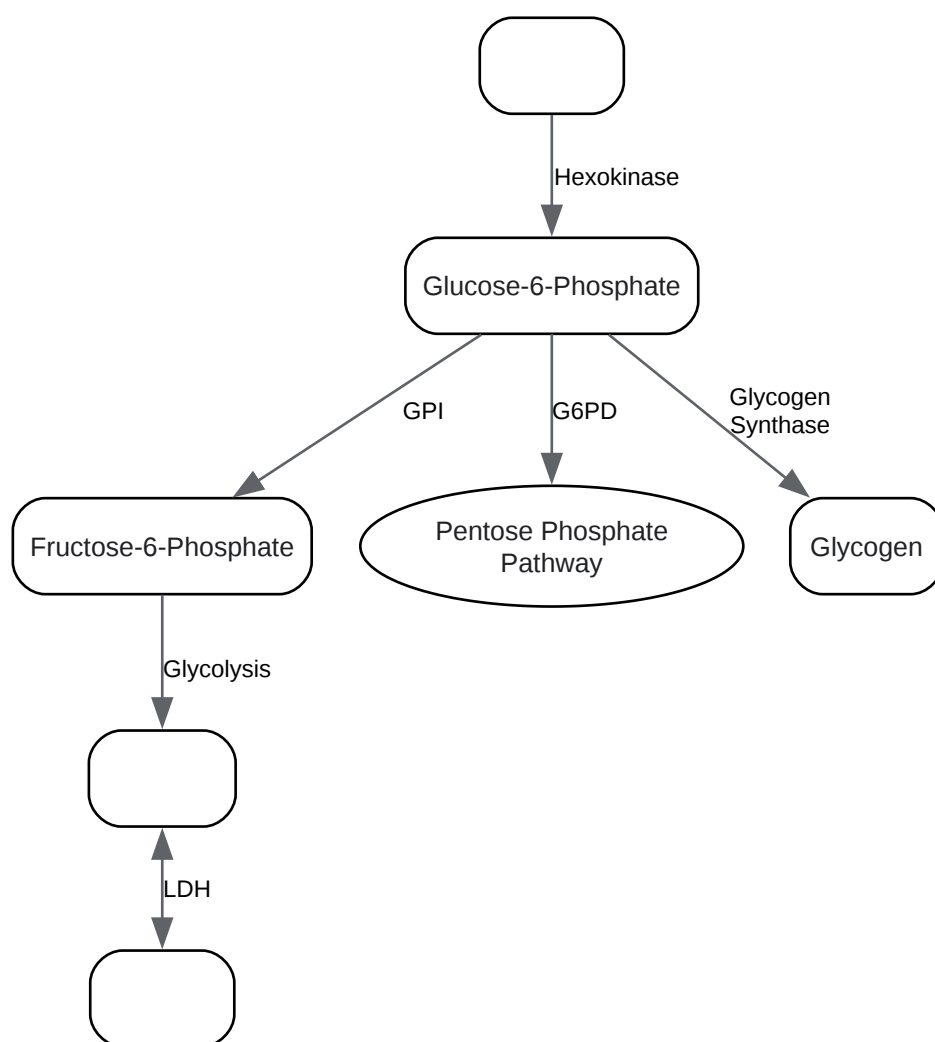 Hexokinase
Glucose-6-Phosphate
GPI
G6PD
Glycogen
Synthase
Fructose-6-Phosphate
Pentose Phosphate
Pathway
Glycogen
Glycolysis
LDH